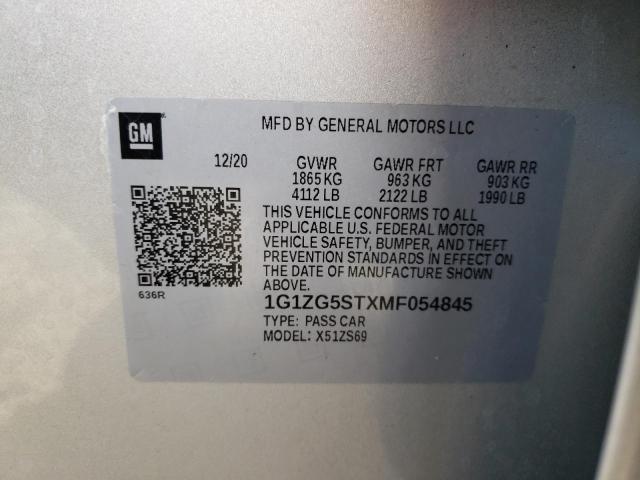 GM
MFD BY GENERAL MOTORS LLC
12/20 GVWR GAWR FRT GAWR RR
1865 KG 963 KG 903 KG
4112 LB 2122 LB 1990 LB
THIS VEHICLE CONFORMS TO ALL
APPLICABLE U.S. FEDERAL MOTOR
VEHICLE SAFETY, BUMPER, AND THEFT
PREVENTION STANDARDS IN EFFECT ON
THE DATE OF MANUFACTURE SHOWN
ABOVE.
636R
1G1ZG5STXMF054845
TYPE: PASS CAR
MODEL: X51ZS69